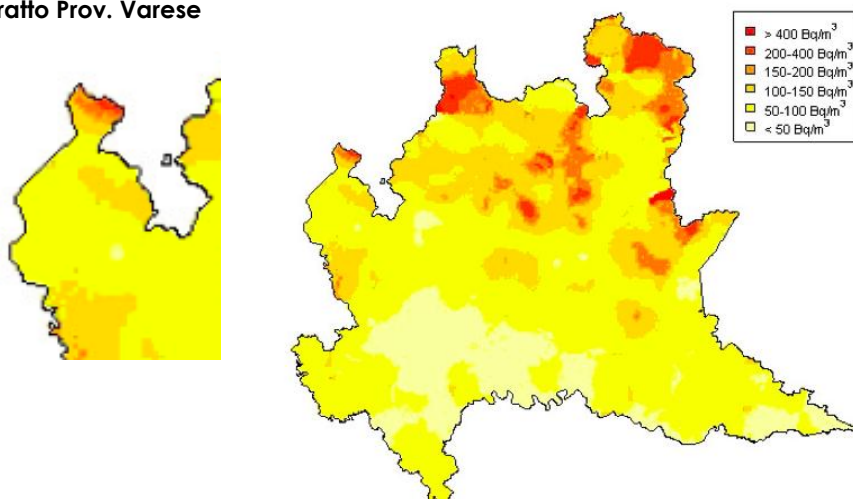 Prov. Varese
> 400 Bq/m³
200-400 Bq/m³
150-200 Bq/m³
100-150 Bq/m³
50-100 Bq/m³
< 50 Bq/m³